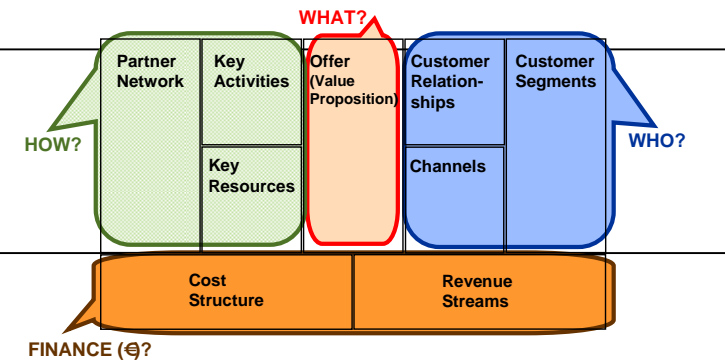 WHAT?
Partner
Network
Key
Activities
Offer
(Value
Proposition)
Customer
Relation-
ships
Customer
Segments
HOW?
WHO?
Key
Resources
Channels
Cost
Structure
Revenue
Streams
FINANCE (€)?